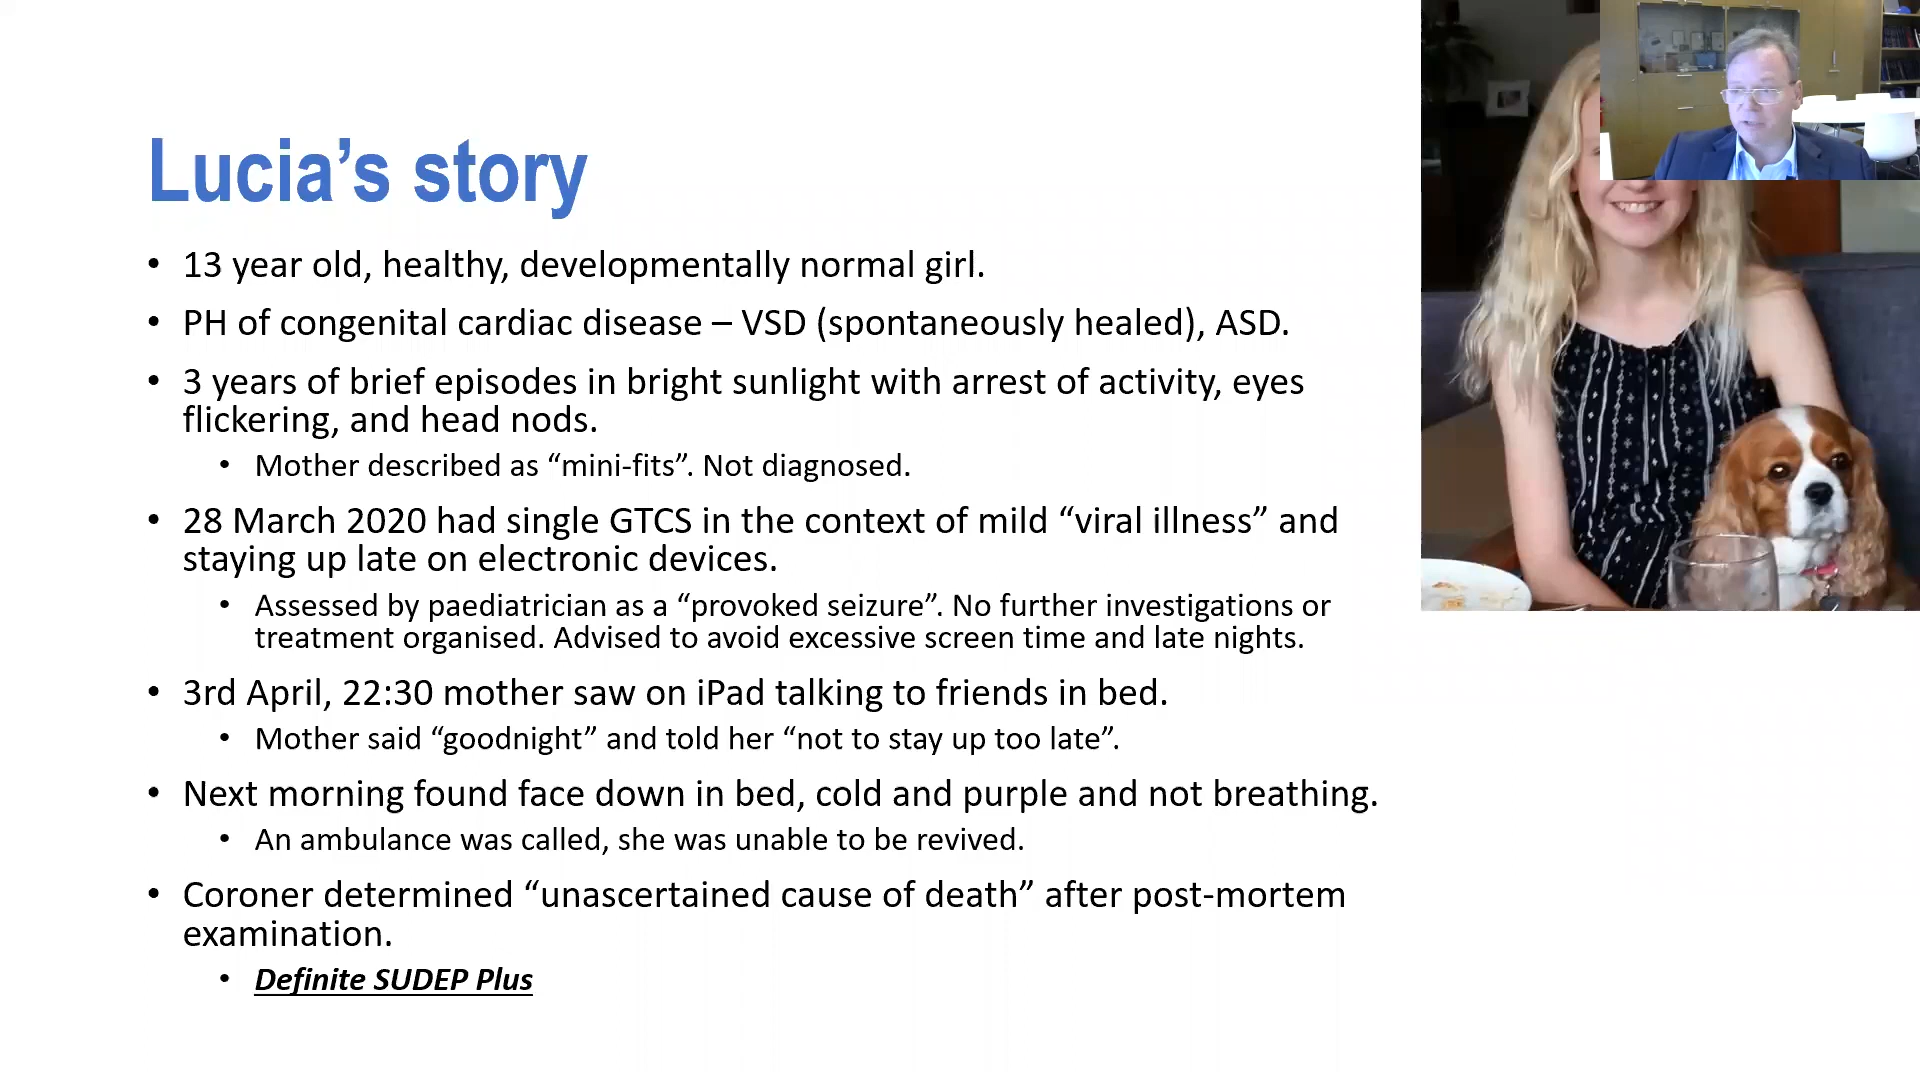 Lucia’s story
• 13 year old, healthy, developmentally normal girl.
• PH of congenital cardiac disease – VSD (spontaneously healed), ASD.
• 3 years of brief episodes in bright sunlight with arrest of activity, eyes
flickering, and head nods.
• Mother described as “mini-fits”. Not diagnosed.
• 28 March 2020 had single GTCS in the context of mild “viral illness” and
staying up late on electronic devices.
• Assessed by paediatrician as a “provoked seizure”. No further investigations or
treatment organised. Advised to avoid excessive screen time and late nights.
• 3rd April, 22:30 mother saw on iPad talking to friends in bed.
• Mother said “goodnight” and told her “not to stay up too late”.
• Next morning found face down in bed, cold and purple and not breathing.
• An ambulance was called, she was unable to be revived.
• Coroner determined “unascertained cause of death” after post-mortem
examination.
• Definite SUDEP Plus